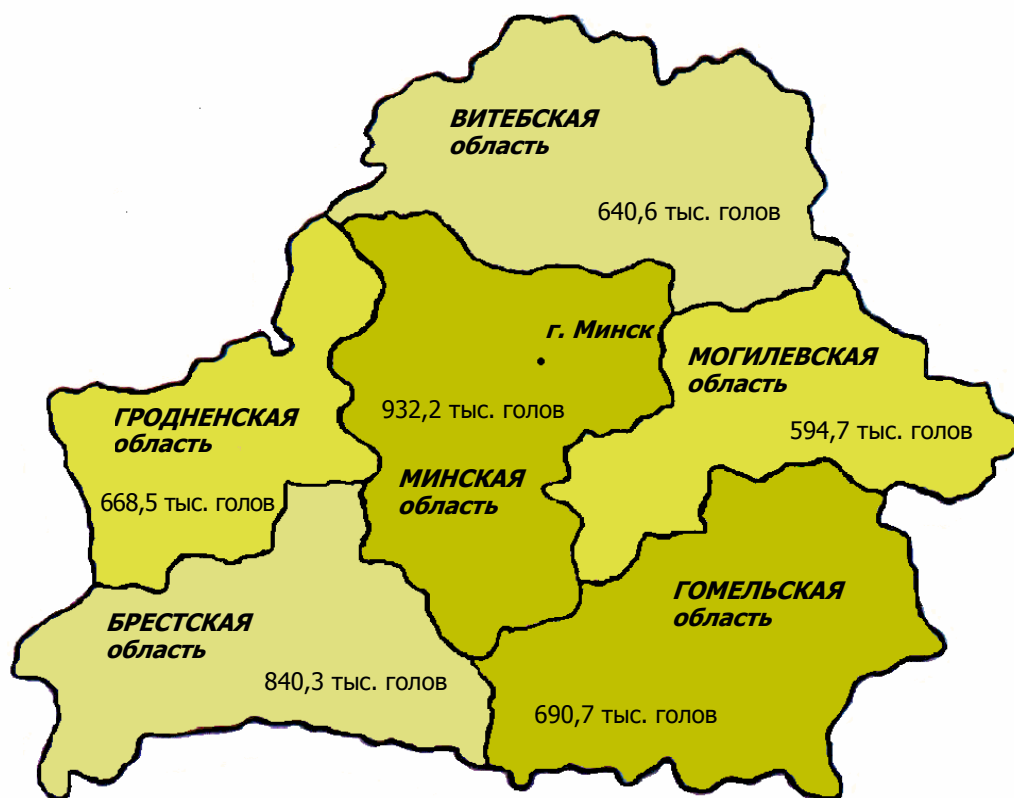 ВИТЕБСКАЯ
область
640,6 тыс. голов
г. Минск
МОГИЛЕВСКАЯ
область
594,7 тыс. голов
ГРОДНЕНСКАЯ
область
668,5 тыс. голов
932,2 тыс. голов
МИНСКАЯ
область
ГОМЕЛЬСКАЯ
область
690,7 тыс. голов
БРЕСТСКАЯ
область
840,3 тыс. голов